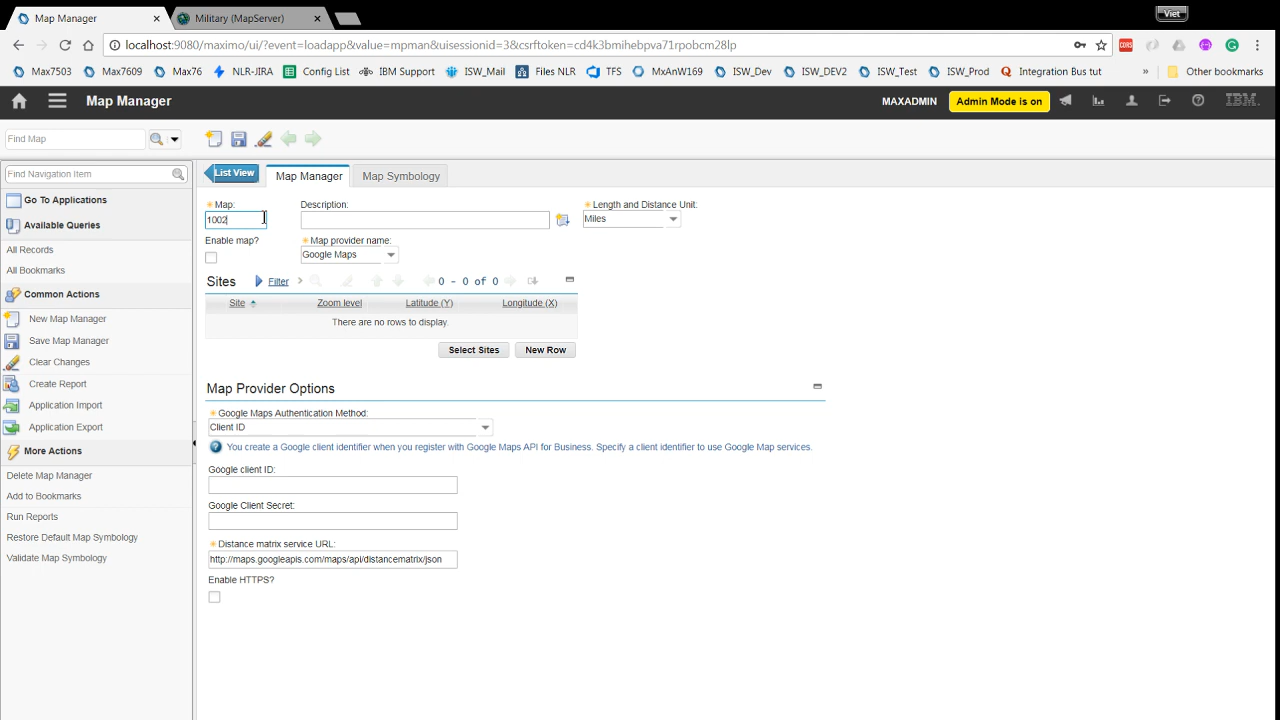 Map Manager
Military (MapServer)
Viet
localhost:9080/maximo/ui/?event=loadapp&value=mpman&uisessionid=3&csrftoken=cd4k3bmihebpva71rpobcm28lp
CORS
Max7503 Max7609 Max76 NLR-JIRA Config List IBM Support ISW_Mail Files NLR TFS MxAnW169 ISW_Dev ISW_DEV2 ISW_Test ISW_Prod Integration Bus tut » Other bookmarks
Map Manager
MAXADMIN
Admin Mode is on
IBM.
Find Map
Find Navigation Item
Go To Applications
Available Queries
All Records
All Bookmarks
Common Actions
New Map Manager
Save Map Manager
Clear Changes
Create Report
Application Import
Application Export
More Actions
Delete Map Manager
Add to Bookmarks
Run Reports
Restore Default Map Symbology
Validate Map Symbology
List View
Map Manager
Map Symbology
Map:
1002
Description:
Length and Distance Unit:
Miles
Enable map?
Map provider name:
Google Maps
Sites
Filter
0 - 0 of 0
Site
Zoom level
Latitude (Y)
Longitude (X)
There are no rows to display.
Select Sites
New Row
Map Provider Options
Google Maps Authentication Method:
Client ID
You create a Google client identifier when you register with Google Maps API for Business. Specify a client identifier to use Google Map services.
Google client ID:
Google Client Secret:
Distance matrix service URL:
http://maps.googleapis.com/maps/api/distancematrix/json
Enable HTTPS?